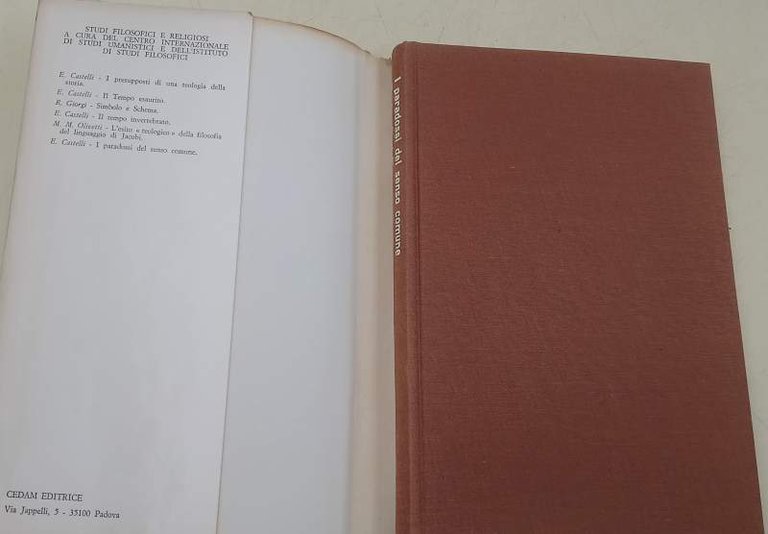 STUDI FILOSOFICI E RELIGIOSI
A CURA DEL CENTRO INTERNAZIONALE
DI STUDI UMANISTICI E DELL'ISTITUTO
DI STUDI FILOSOFICI
E. Castelli - I presupposti di una teologia della
storia.
E. Castelli - Il Tempo esaurito.
R. Giorgi - Simbolo e Schema.
E. Castelli - Il tempo invertebrato.
M. M. Olivetti - L'esito « teologico » della filosofia
del linguaggio di Jacobi.
E. Castelli - I paradossi del senso comune.
CEDAM EDITRICE
Via Jappelli, 5 - 35100 Padova
I paradossi del senso comune